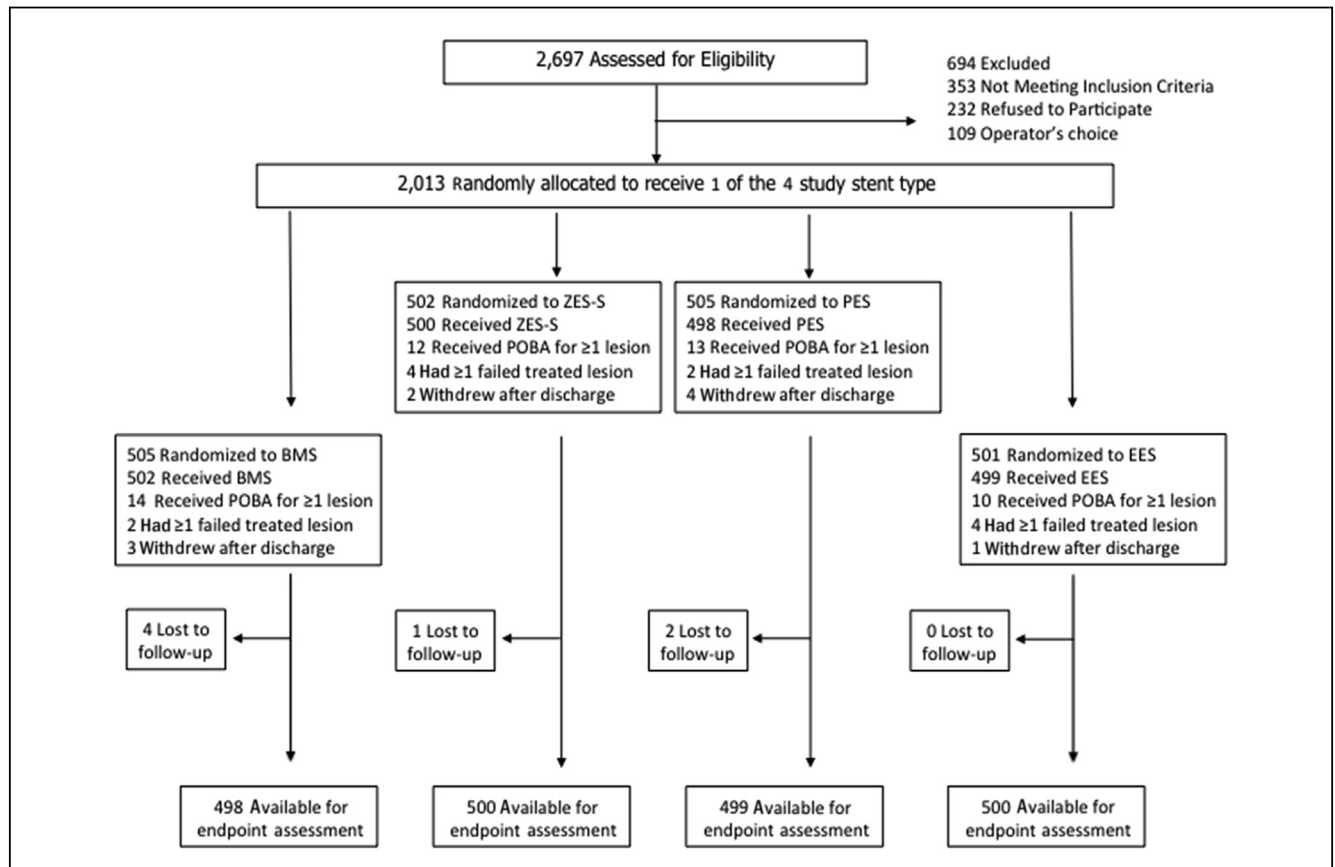 2,697 Assessed for Eligibility
694 Excluded
353 Not Meeting Inclusion Criteria
232 Refused to Participate
109 Operator's choice
2,013 Randomly allocated to receive 1 of the 4 study stent type
502 Randomized to ZES-S
500 Received ZES-S
12 Received POBA for ≥1 lesion
4 Had ≥1 failed treated lesion
2 Withdrew after discharge
505 Randomized to PES
498 Received PES
13 Received POBA for ≥1 lesion
2 Had ≥1 failed treated lesion
4 Withdrew after discharge
505 Randomized to BMS
502 Received BMS
14 Received POBA for ≥1 lesion
2 Had ≥1 failed treated lesion
3 Withdrew after discharge
501 Randomized to EES
499 Received EES
10 Received POBA for ≥1 lesion
4 Had ≥1 failed treated lesion
1 Withdrew after discharge
4 Lost to
follow-up
1 Lost to
follow-up
2 Lost to
follow-up
0 Lost to
follow-up
498 Available for
endpoint assessment
500 Available for
endpoint assessment
499 Available for
endpoint assessment
500 Available for
endpoint assessment